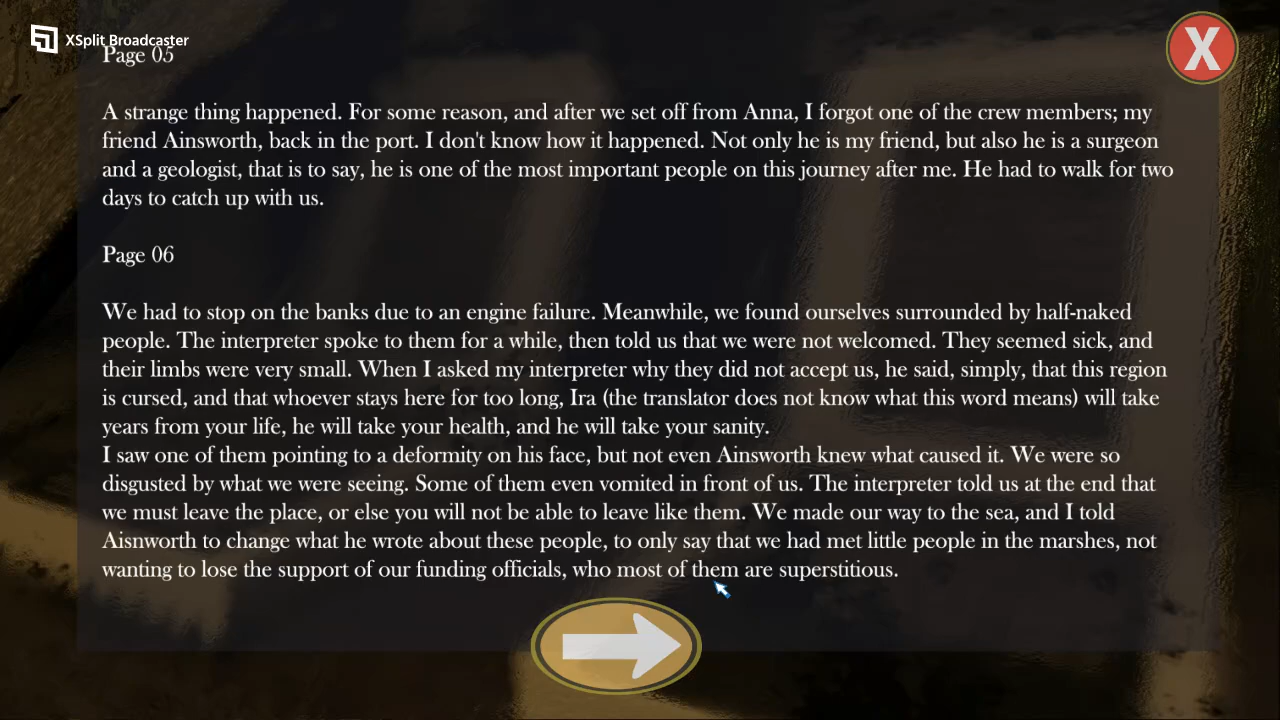 XSplit Broadcaster
Page 05
X
A strange thing happened. For some reason, and after we set off from Anna, I forgot one of the crew members; my
friend Ainsworth, back in the port. I don't know how it happened. Not only he is my friend, but also he is a surgeon
and a geologist, that is to say, he is one of the most important people on this journey after me. He had to walk for two
days to catch up with us.
Page 06
We had to stop on the banks due to an engine failure. Meanwhile, we found ourselves surrounded by half-naked
people. The interpreter spoke to them for a while, then told us that we were not welcomed. They seemed sick, and
their limbs were very small. When I asked my interpreter why they did not accept us, he said, simply, that this region
is cursed, and that whoever stays here for too long, Ira (the translator does not know what this word means) will take
years from your life, he will take your health, and he will take your sanity.
I saw one of them pointing to a deformity on his face, but not even Ainsworth knew what caused it. We were so
disgusted by what we were seeing. Some of them even vomited in front of us. The interpreter told us at the end that
we must leave the place, or else you will not be able to leave like them. We made our way to the sea, and I told
Aisnworth to change what he wrote about these people, to only say that we had met little people in the marshes, not
wanting to lose the support of our funding officials, who most of them are superstitious.